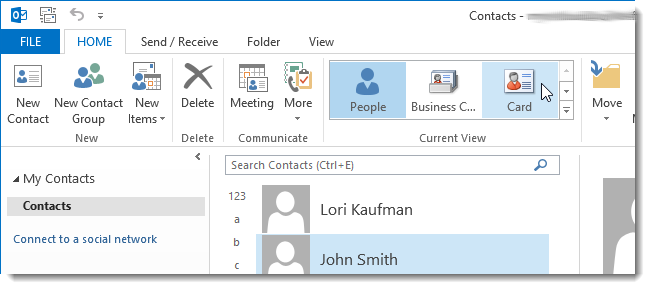 Contacts -
FILE HOME Send / Receive Folder View
New Contact New Contact Group New Items Delete Meeting More People Business C... Card Move
New Delete Communicate Current View
My Contacts
Contacts
Connect to a social network
Search Contacts (Ctrl+E)
123
a
b
c
Lori Kaufman
John Smith